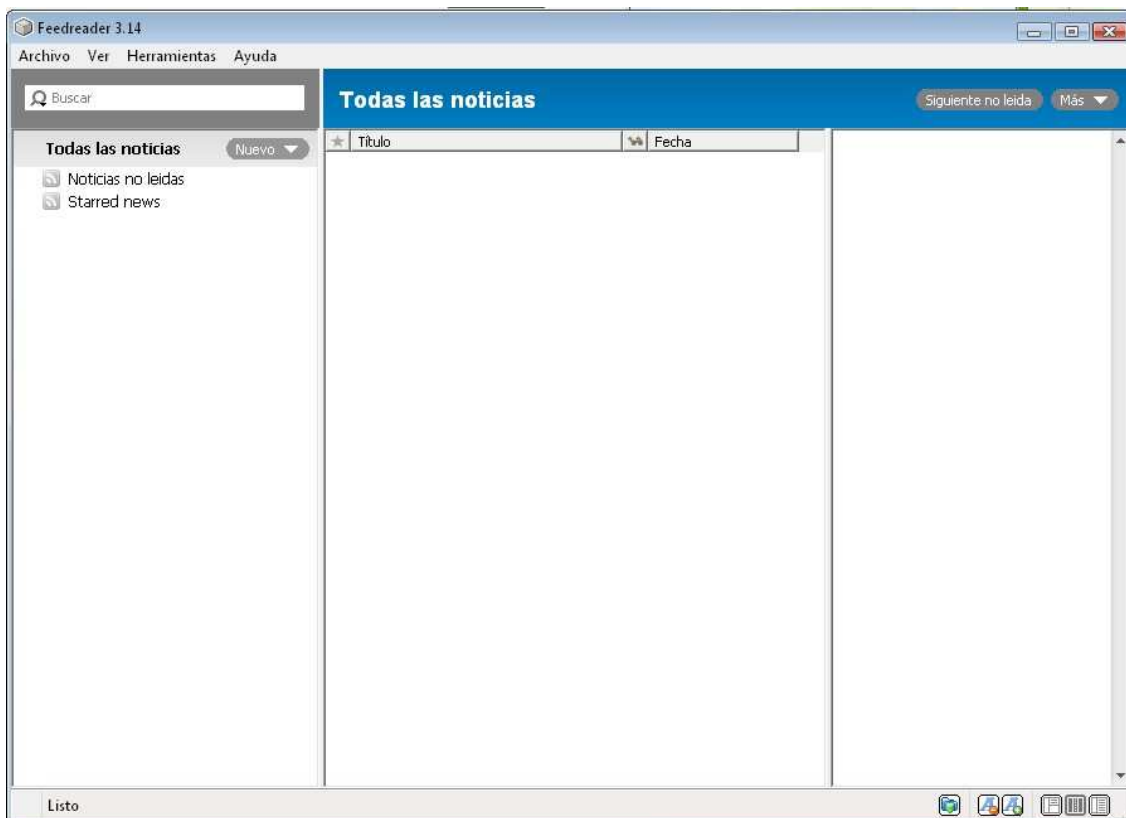 Feedreader 3.14
Archivo Ver Herramientas Ayuda
Buscar
Todas las noticias
Siguiente no leida
Más
Todas las noticias
Nuevo
Título
Fecha
Noticias no leidas
Starred news
Listo